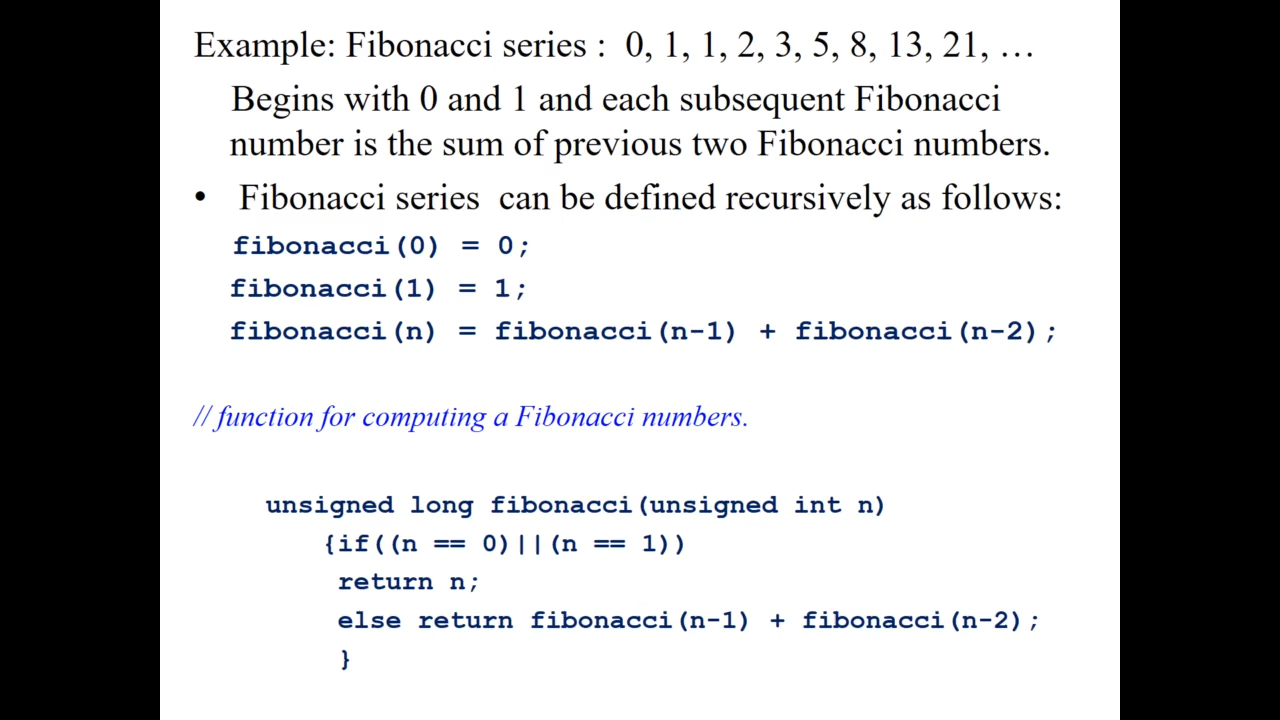 Example: Fibonacci series : 0, 1, 1, 2, 3, 5, 8, 13, 21, …
Begins with 0 and 1 and each subsequent Fibonacci
number is the sum of previous two Fibonacci numbers.
• Fibonacci series can be defined recursively as follows:
fibonacci(0) = 0;
fibonacci(1) = 1;
fibonacci(n) = fibonacci(n-1) + fibonacci(n-2);
// function for computing a Fibonacci numbers.
unsigned long fibonacci(unsigned int n)
{if((n == 0)||(n == 1))
return n;
else return fibonacci(n-1) + fibonacci(n-2);
}